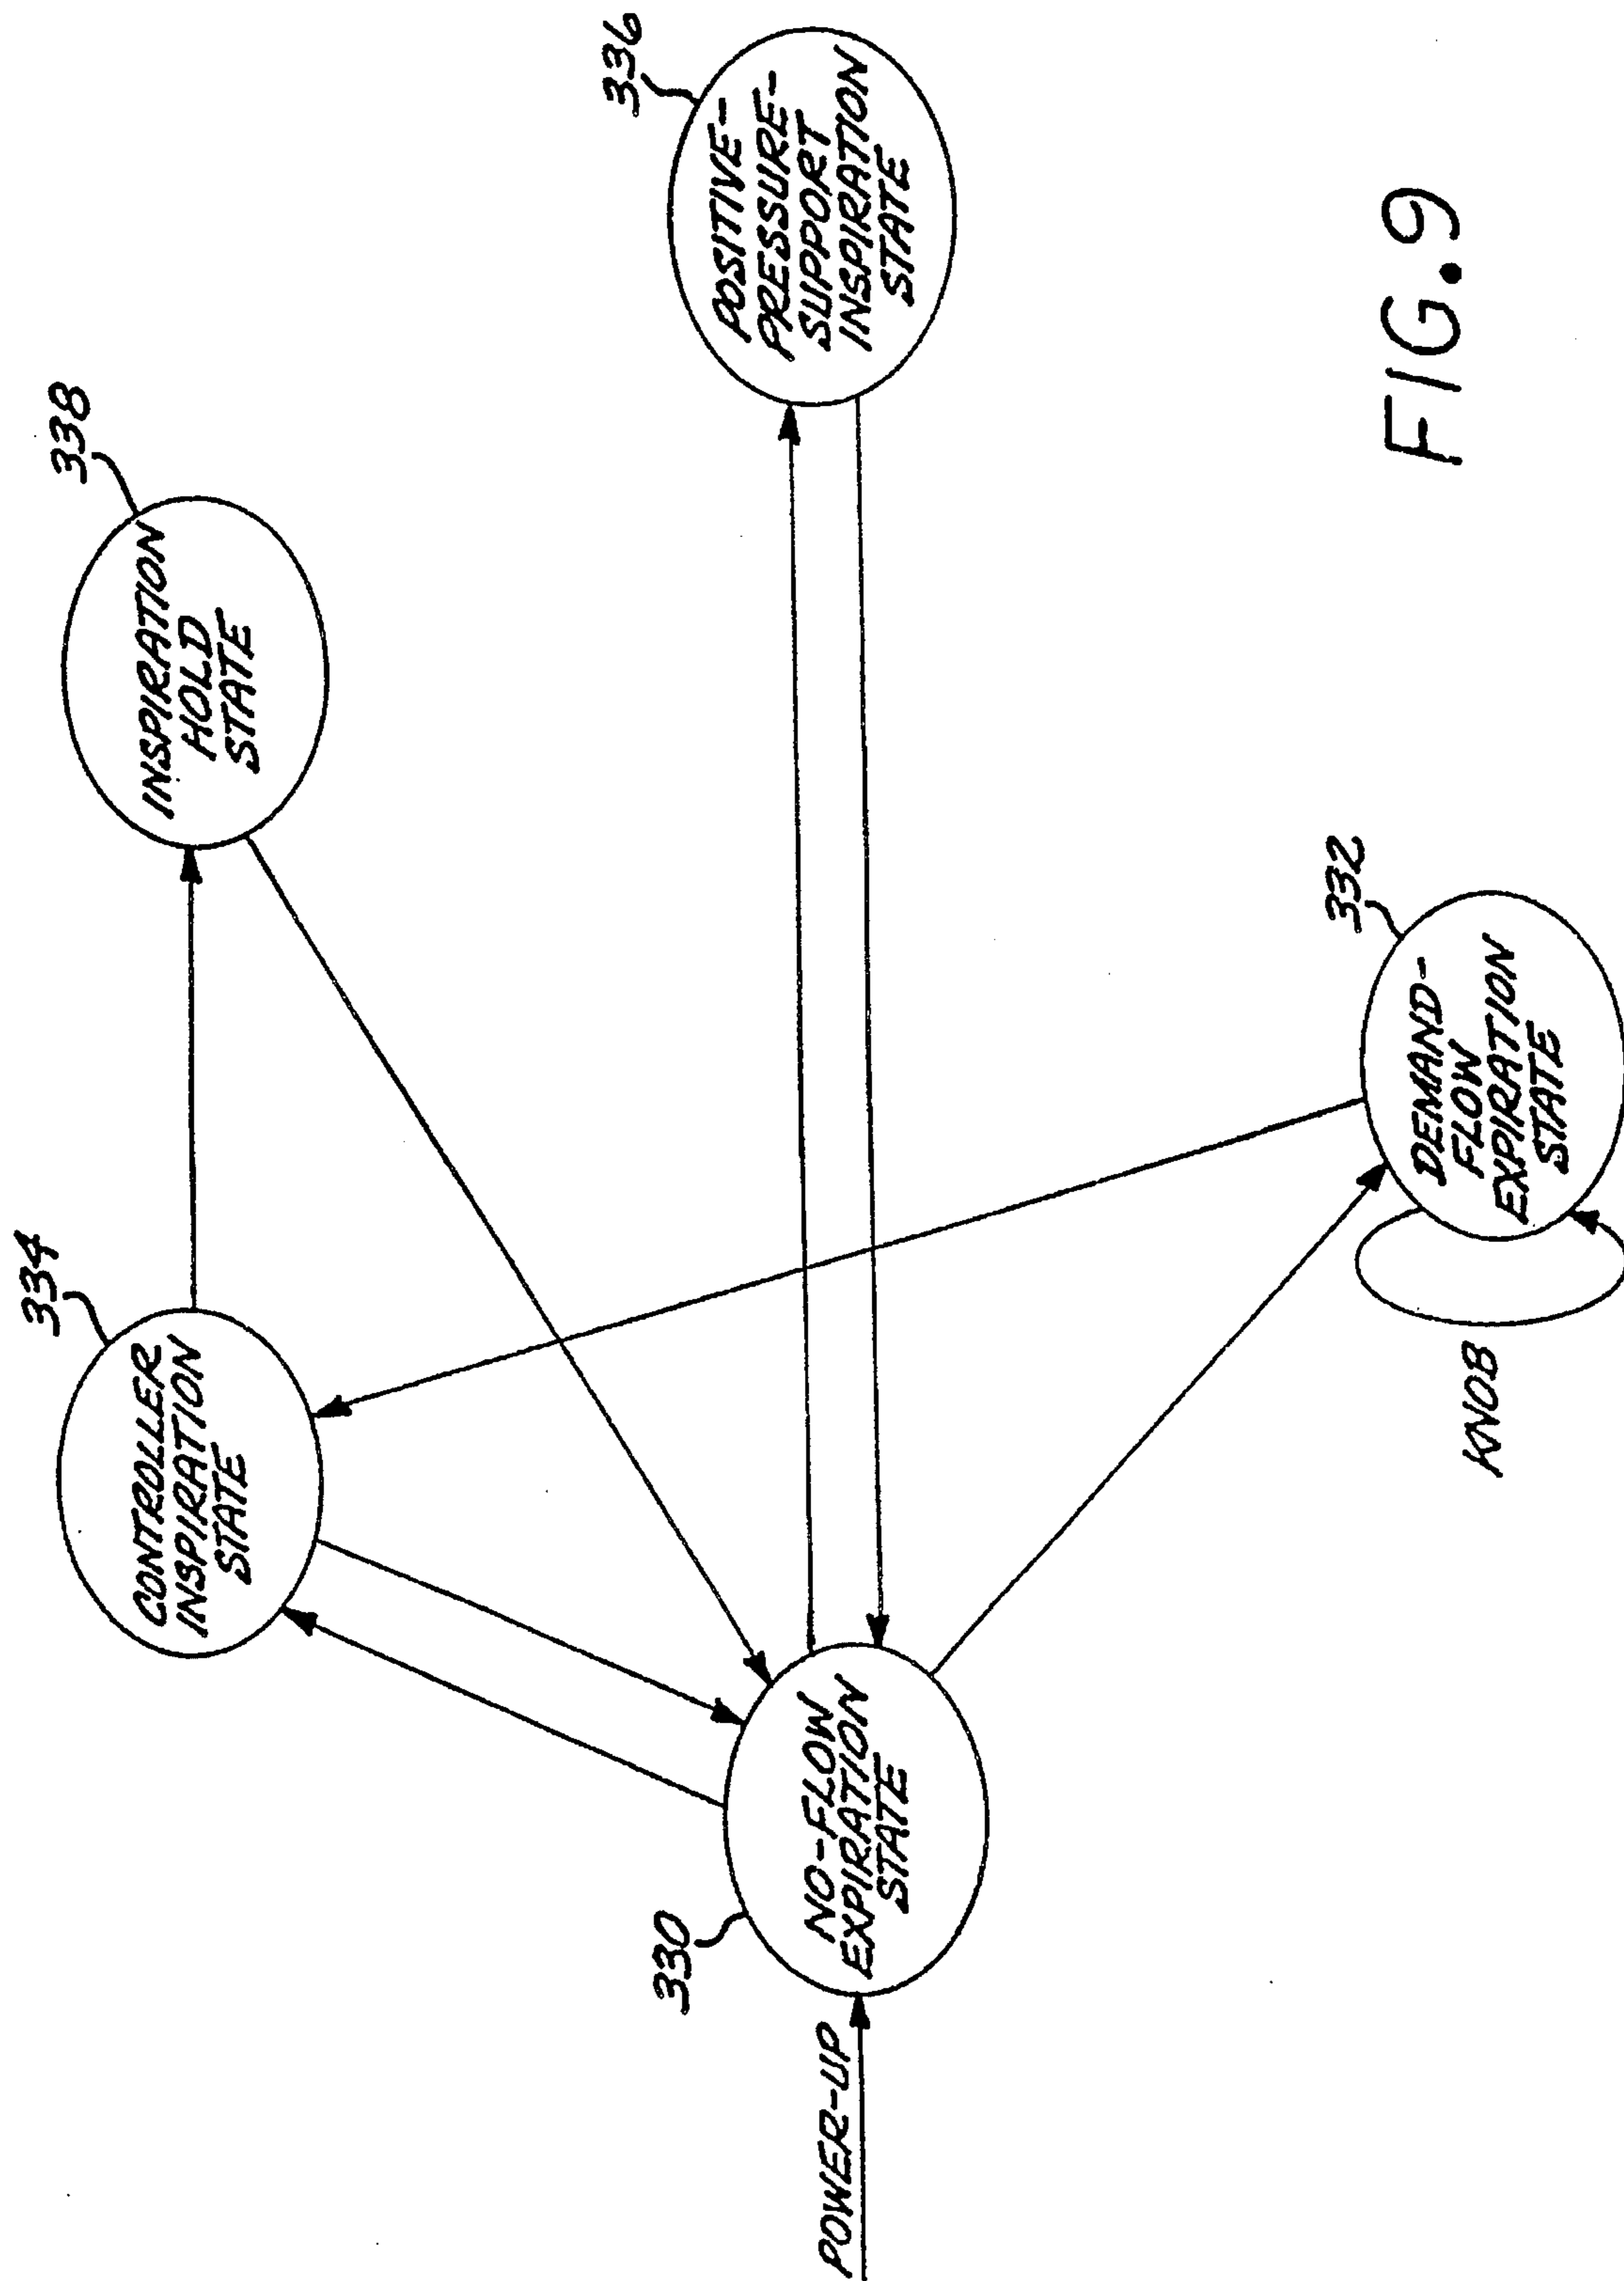 334
CONTROLLER
INSPIRATION
STATE
338
INSPIRATION
HOLD
STATE
336
POSITIVE-
PRESSURE-
SUPPORT
INSPIRATION
STATE
330
NO-FLOW
EXPIRATION
STATE
POWER-UP
332
DEMAND-
FLOW
EXPIRATION
STATE
KNOB
FIG.9